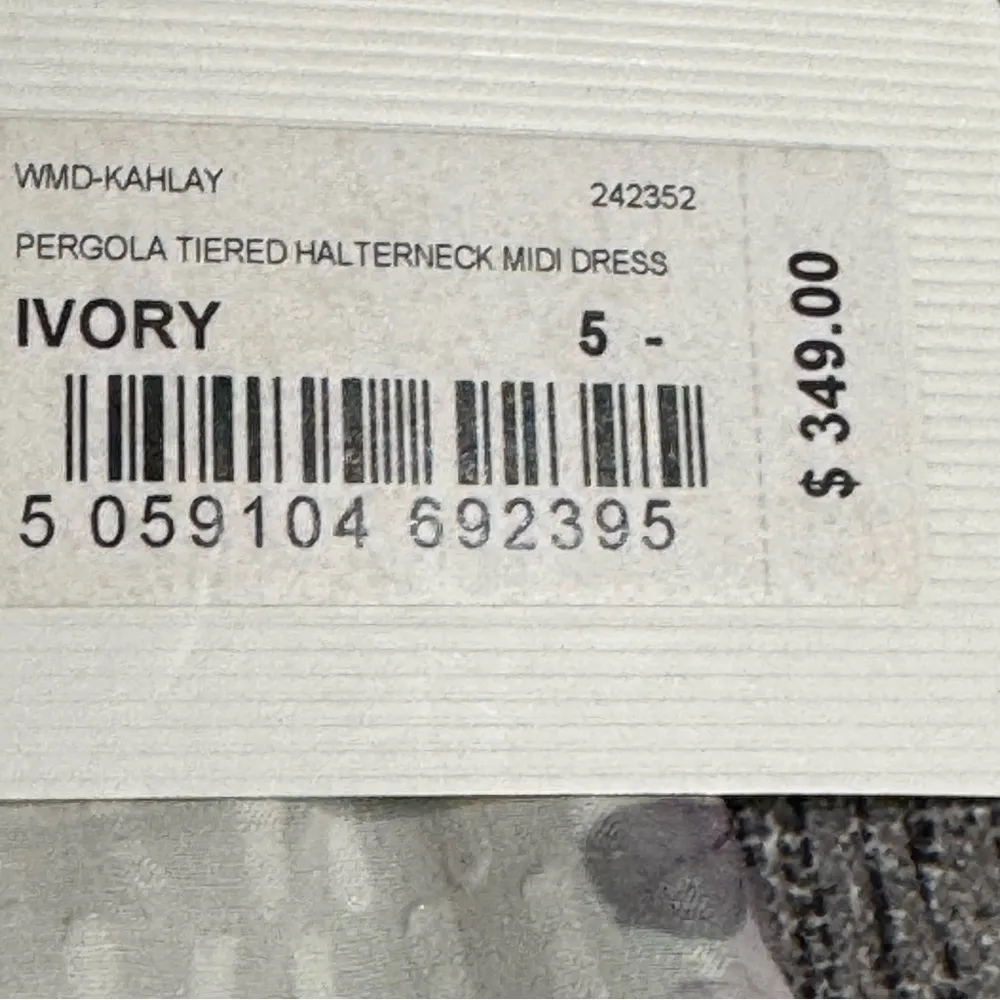 WMD-KAHLAY 242352
PERGOLA TIERED HALTERNECK MIDI DRESS
IVORY 5 -
5 059104 692395
$ 349.00